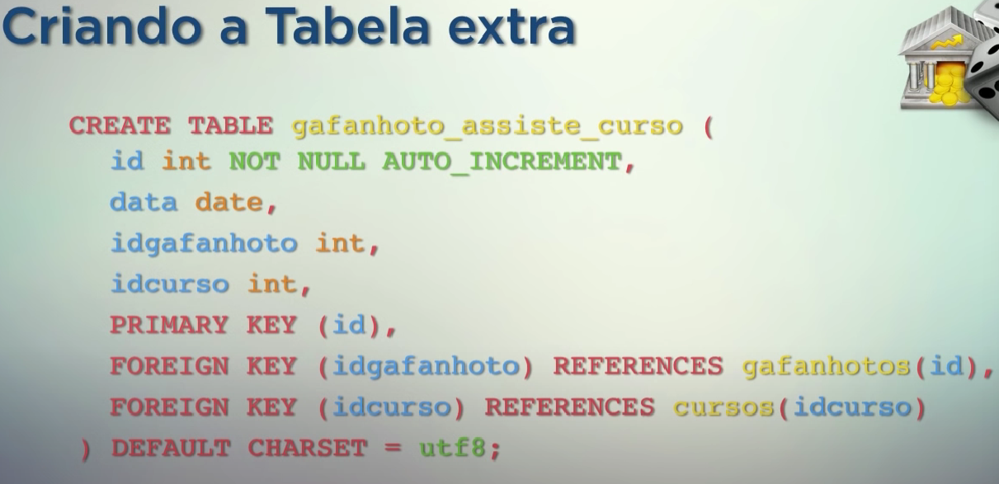 Criando a Tabela extra
CREATE TABLE gafanhoto_assiste_curso (
id int NOT NULL AUTO_INCREMENT,
data date,
idgafanhoto int,
idcurso int,
PRIMARY KEY (id),
FOREIGN KEY (idgafanhoto) REFERENCES gafanhotos(id),
FOREIGN KEY (idcurso) REFERENCES cursos(idcurso)
) DEFAULT CHARSET = utf8;